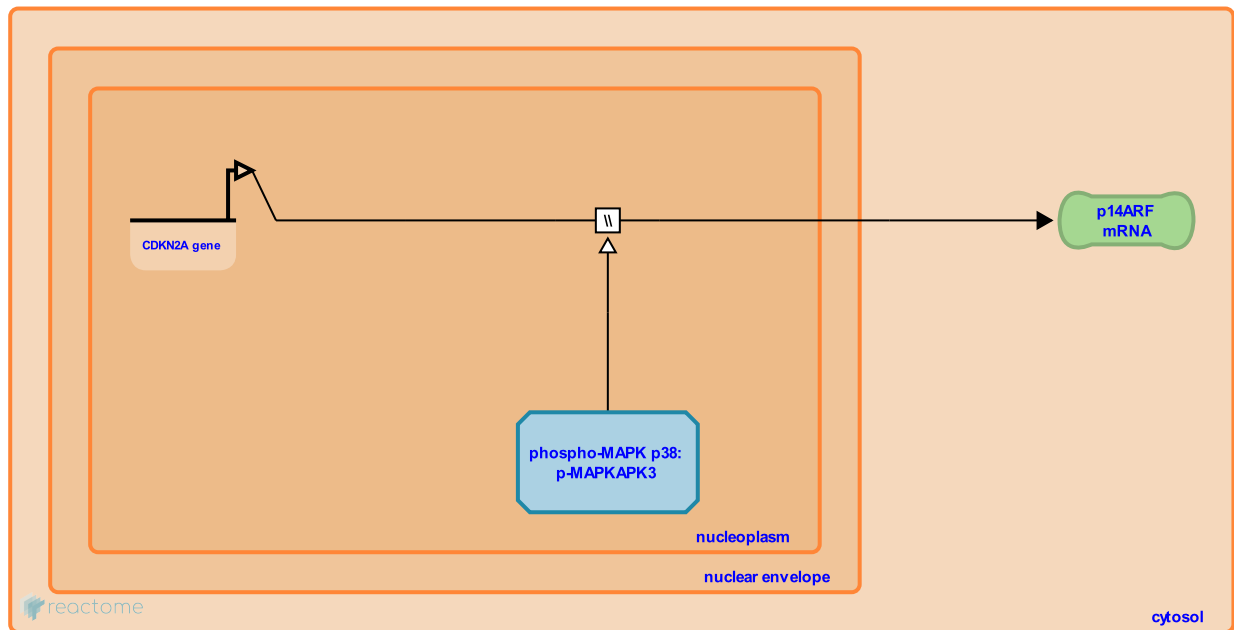 p14ARF
mRNA
CDKN2A gene
\\
phospho-MAPK p38:
p-MAPKAPK3
nucleoplasm
nuclear envelope
reactome
cytosol